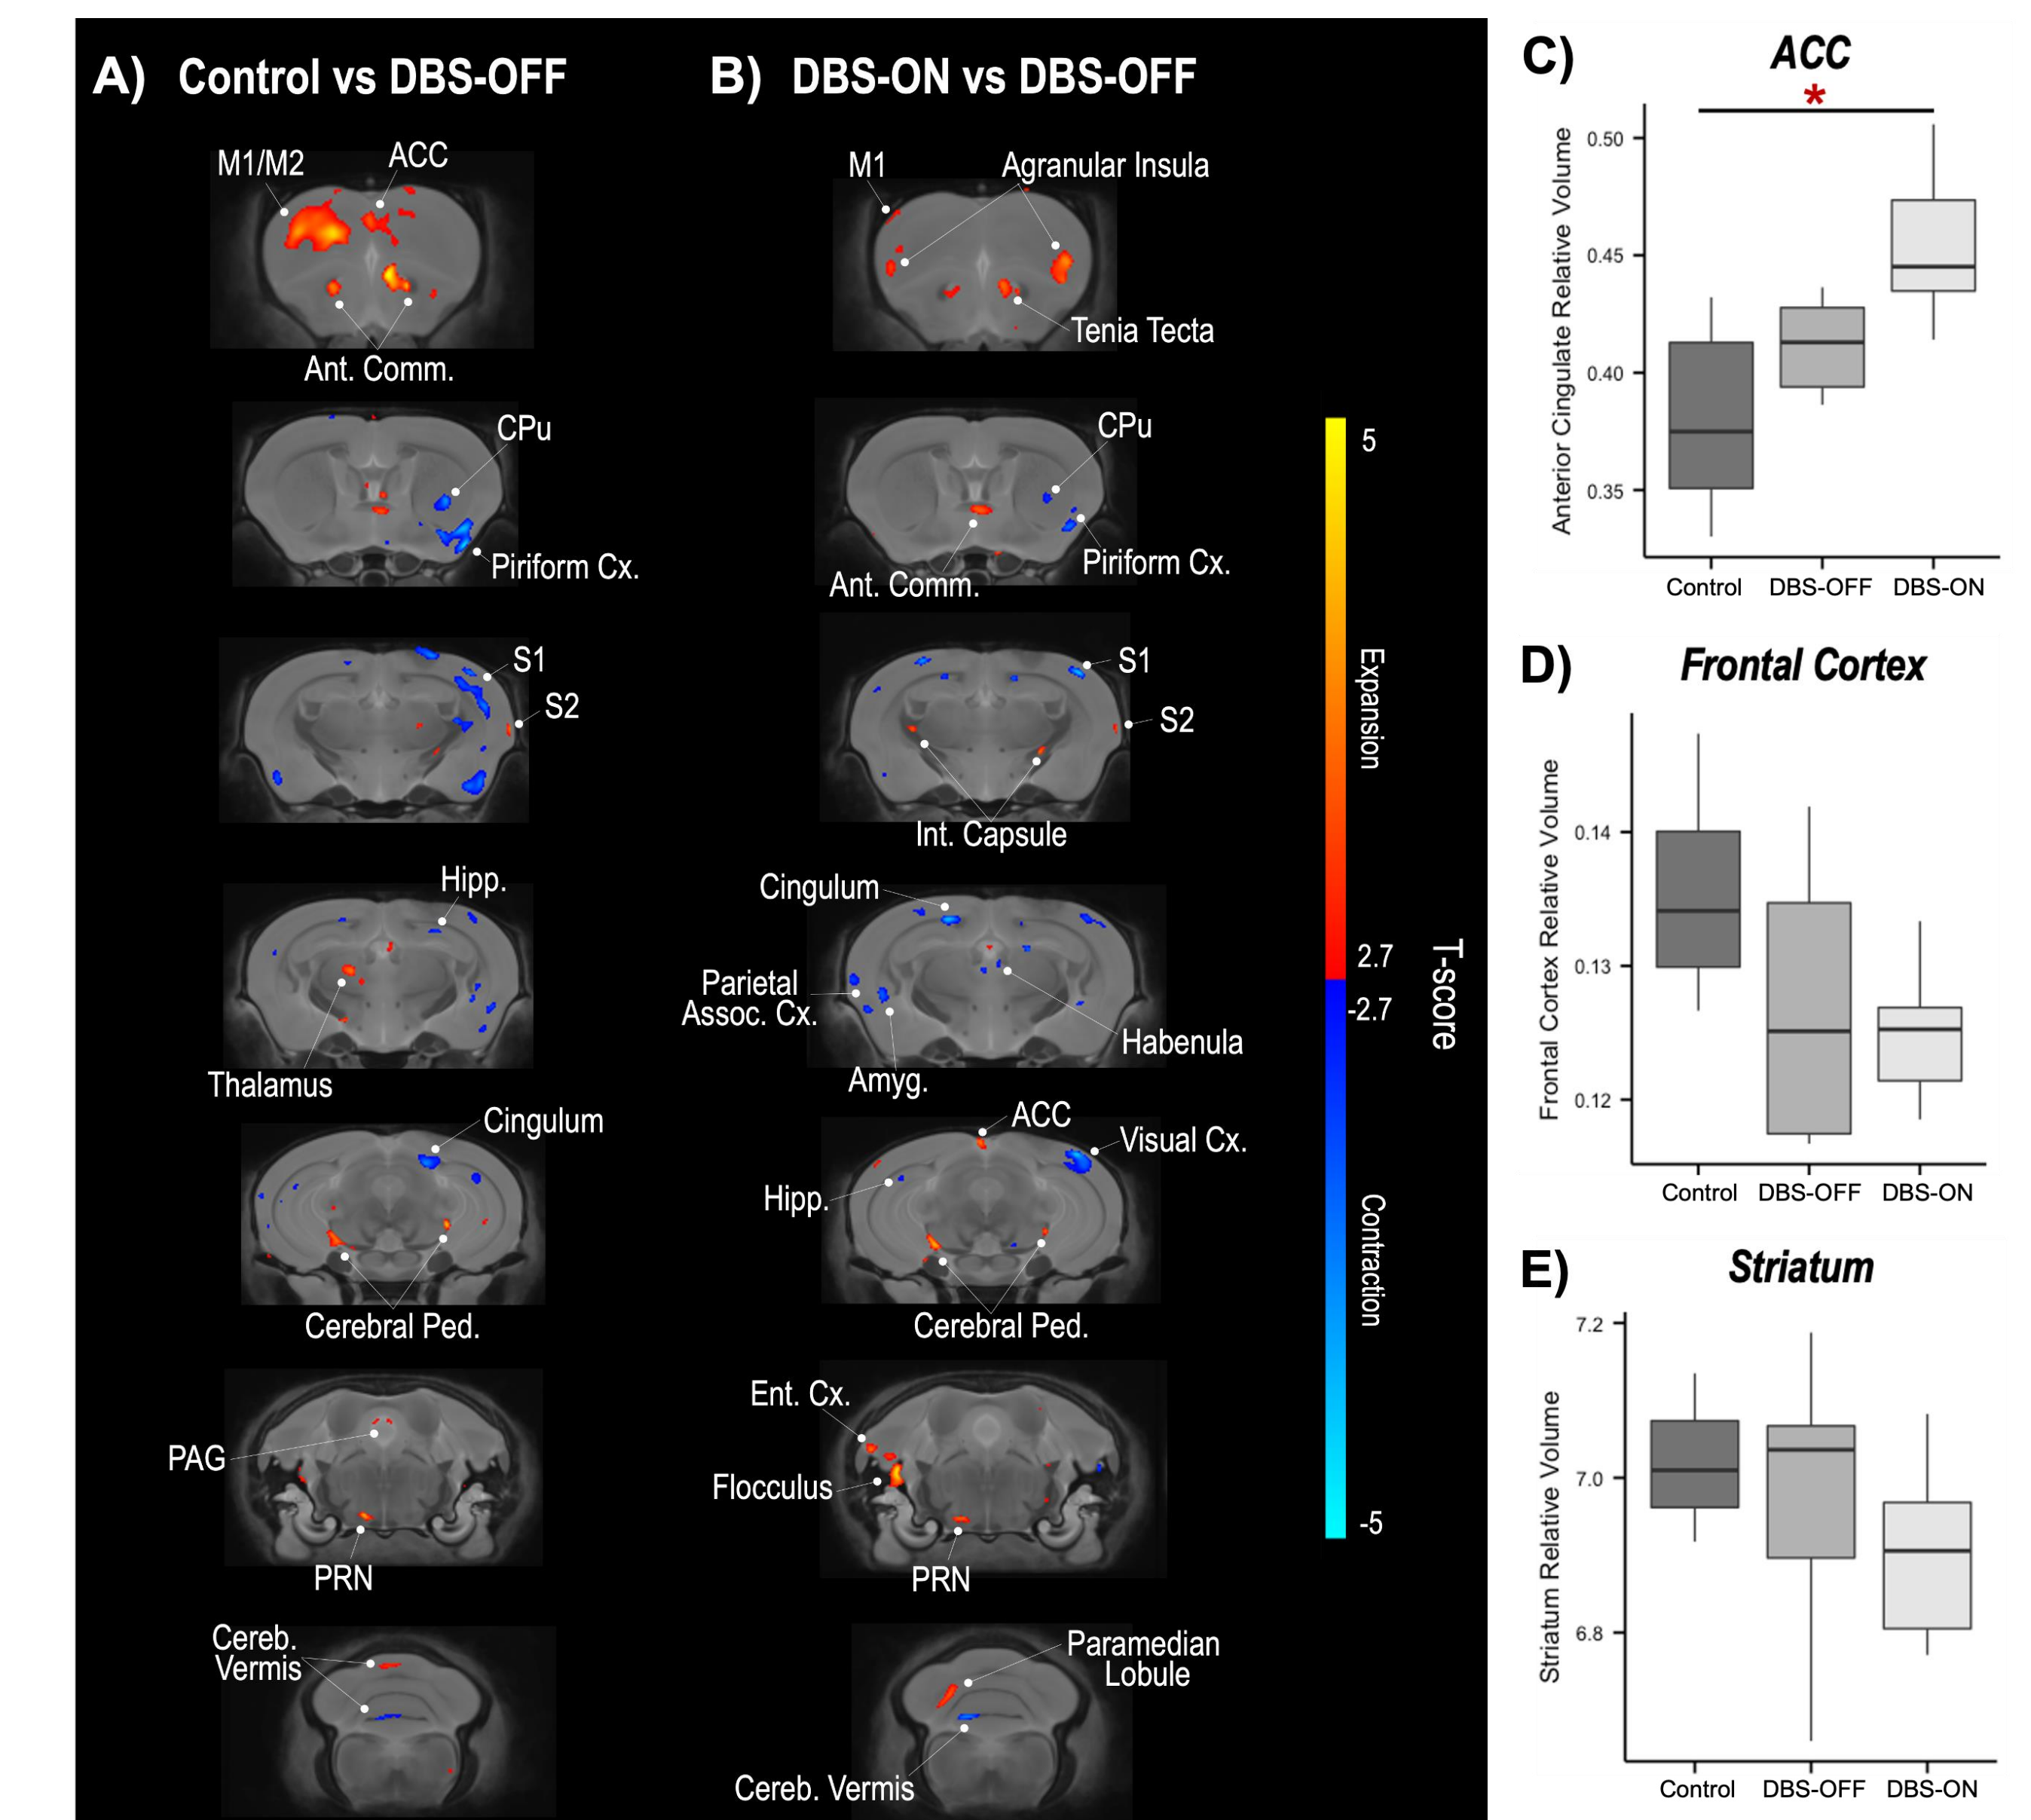 A) Control vs DBS-OFF
M1/M2
ACC
Ant. Comm.
CPu
Piriform Cx.
S1
S2
Hipp.
Thalamus
Cingulum
Cerebral Ped.
PAG
PRN
Cereb.
Vermis
B) DBS-ON vs DBS-OFF
M1
Agranular Insula
Tenia Tecta
CPu
Piriform Cx.
Ant. Comm.
S1
S2
Int. Capsule
Cingulum
Parietal
Assoc. Cx.
Habenula
Amyg.
ACC
Visual Cx.
Hipp.
Cerebral Ped.
Ent. Cx.
Flocculus
PRN
Paramedian
Lobule
Cereb. Vermis
5
Expansion
2.7
-2.7
T-score
Contraction
-5
C) ACC
*
Anterior Cingulate Relative Volume
0.50
0.45
0.40
0.35
Control DBS-OFF DBS-ON
D) Frontal Cortex
Frontal Cortex Relative Volume
0.14
0.13
0.12
Control DBS-OFF DBS-ON
E) Striatum
Striatum Relative Volume
7.2
7.0
6.8
Control DBS-OFF DBS-ON